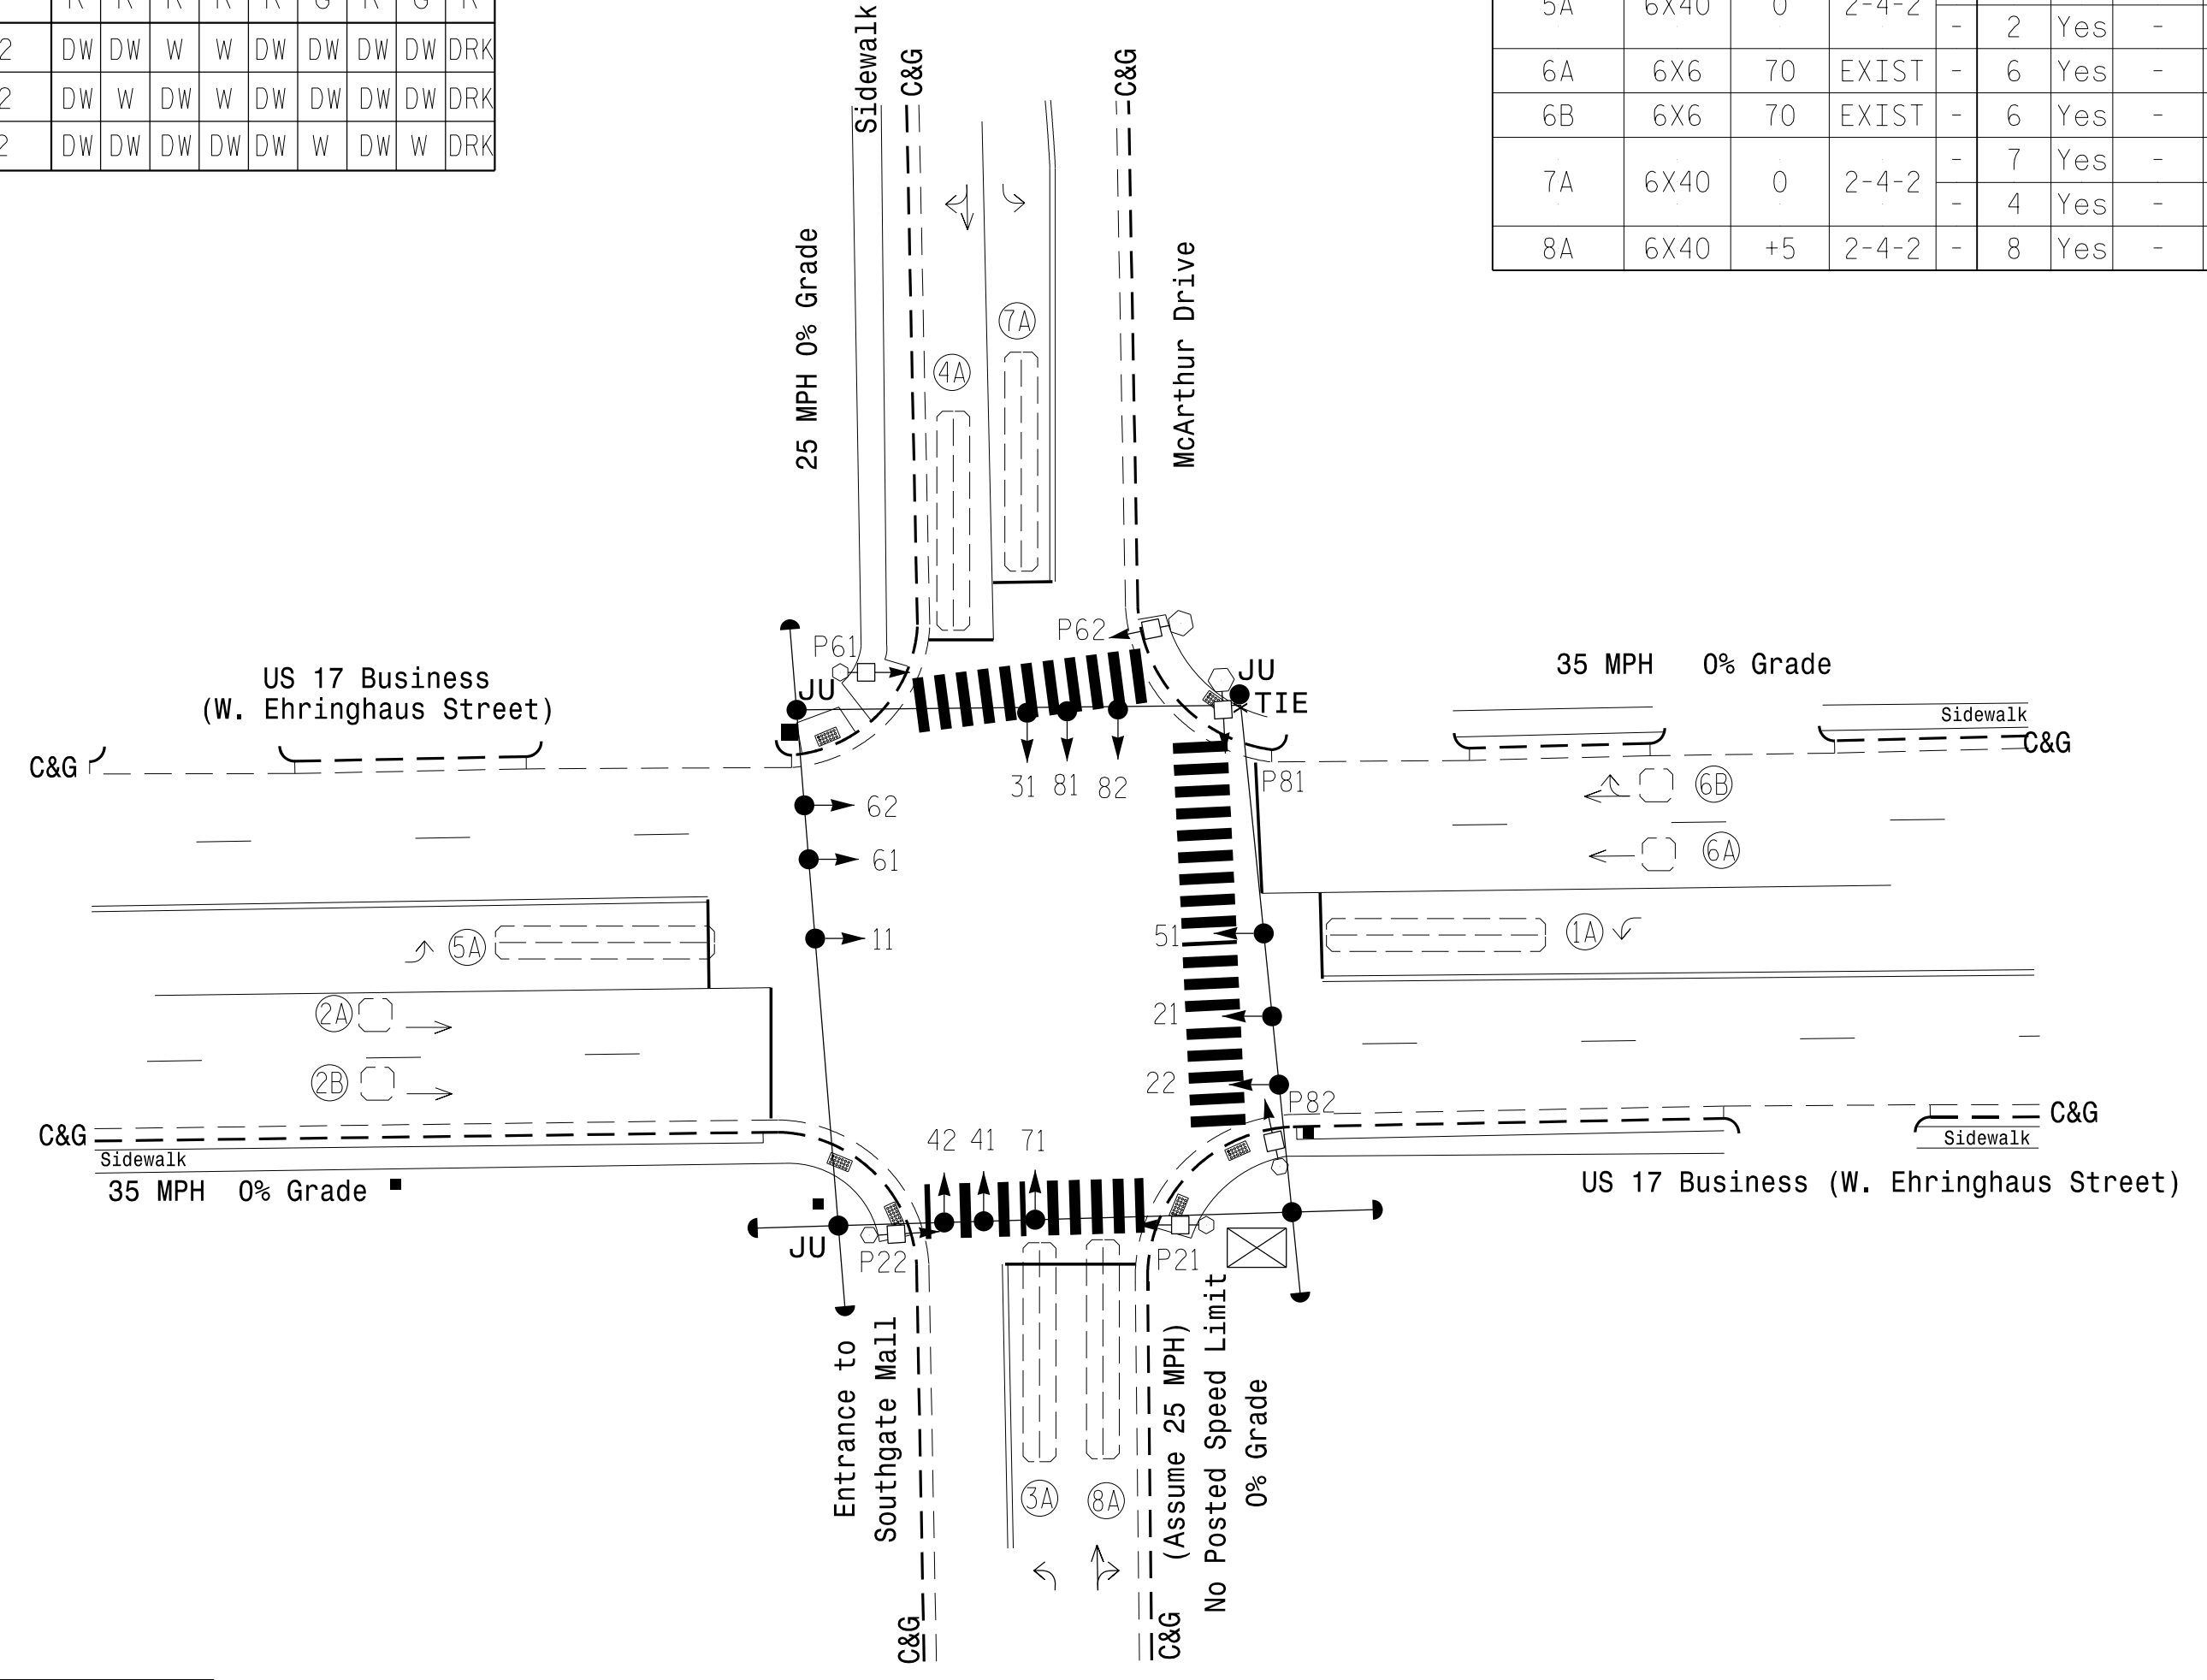 2 DW DW W W DW DW DW DW DRK
2 DW W DW W DW DW DW DW DRK
2 DW DW DW DW DW W DW W DRK
5A 6X40 0 2-4-2
- 2 Yes -
6A 6X6 70 EXIST - 6 Yes -
6B 6X6 70 EXIST - 6 Yes -
7A 6X40 0 2-4-2 - 7 Yes -
- 4 Yes -
8A 6X40 +5 2-4-2 - 8 Yes -
Sidewalk
C&G
C&G
25 MPH 0% Grade
McArthur Drive
7A
4A
P61
P62
JU
JU
TIE
US 17 Business
(W. Ehringhaus Street)
35 MPH 0% Grade
Sidewalk
C&G
C&G
31 81 82
P81
6B
62
61
6A
11
51
1A
5A
2A
21
2B
22
P82
C&G
C&G
Sidewalk
Sidewalk
35 MPH 0% Grade
42 41 71
US 17 Business (W. Ehringhaus Street)
JU
P22
P21
Entrance to
Southgate Mall
(Assume 25 MPH)
No Posted Speed Limit
0% Grade
3A
8A
C&G
C&G